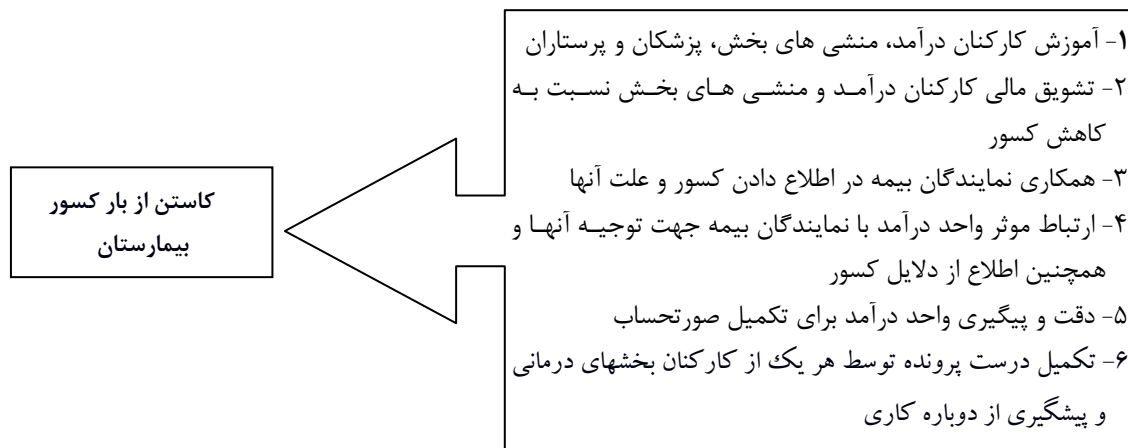 ۱- آموزش کارکنان درآمد، منشی های بخش، پزشکان و پرستاران
۲- تشویق مالی کارکنان درآمد و منشی های بخش نسبت به
کاهش کسور
۳- همکاری نمایندگان بیمه در اطلاع دادن کسور و علت آنها
۴- ارتباط موثر واحد درآمد با نمایندگان بیمه جهت توجیه آنها و
همچنین اطلاع از دلایل کسور
۵- دقت و پیگیری واحد درآمد برای تکمیل صورتحساب
۶- تکمیل درست پرونده توسط هر یک از کارکنان بخشهای درمانی
و پیشگیری از دوباره کاری
کاستن از بار کسور
بیمارستان